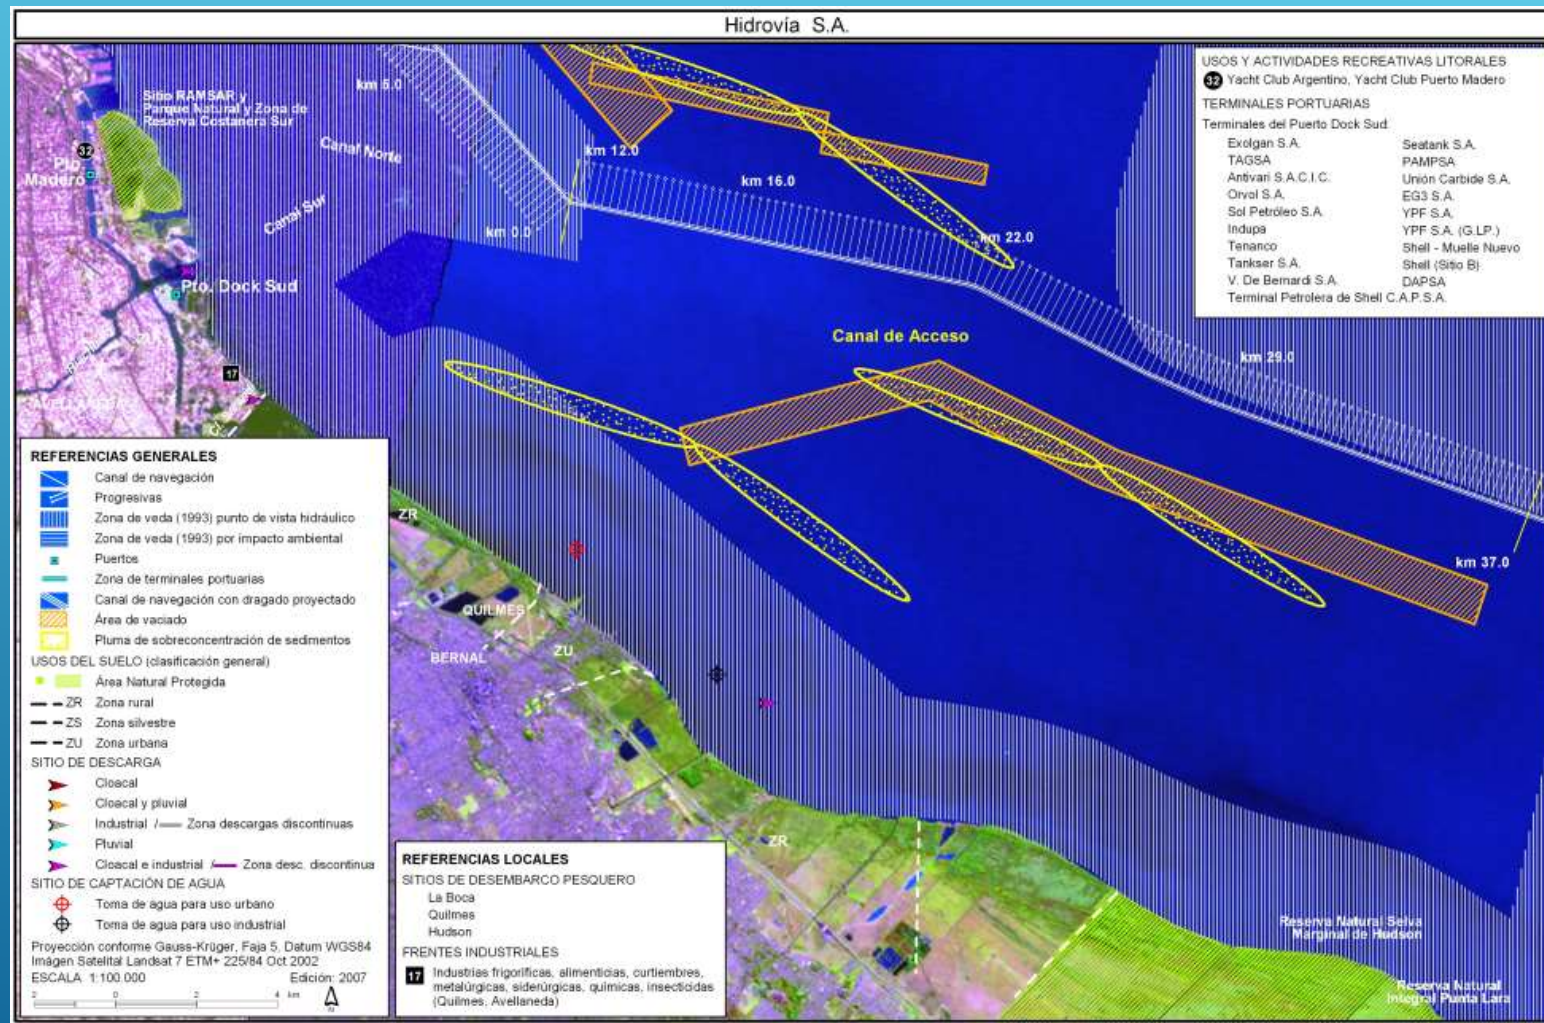 Hidrovía S.A.
USOS Y ACTIVIDADES RECREATIVAS LITORALES
32 Yacht Club Argentino, Yacht Club Puerto Madero
TERMINALES PORTUARIAS
Terminales del Puerto Dock Sud:
Exolgan S.A.
TAGSA
Antivari S.A.C.I.C.
Orvol S.A.
Sol Petróleo S.A.
Indupa
Tenanco
Tankser S.A.
V. De Bernardi S.A.
Terminal Petrolera de Shell C.A.P.S.A.
Seatank S.A.
PAMPSA
Unión Carbide S.A.
EG3 S.A.
YPF S.A.
YPF S.A. (G.L.P.)
Shell - Muelle Nuevo
Shell (Sitio B)
DAPSA
Sitio RAMSAR y
Parque Natural y Zona de
Reserva Costanera Sur
32
Pto.
Madero
km 5.0
Canal Norte
Canal Sur
km 0.0
km 12.0
km 16.0
km 22.0
km 29.0
km 37.0
Pto. Dock Sud
17
Canal de Acceso
ZR
QUILMES
BERNAL
ZU
ZR
Reserva Natural Selva
Marginal de Hudson
Reserva Natural
Integral Punta Lara
REFERENCIAS GENERALES
Canal de navegación
Progresivas
Zona de veda (1993) punto de vista hidráulico
Zona de veda (1993) por impacto ambiental
Puertos
Zona de terminales portuarias
Canal de navegación con dragado proyectado
Área de vaciado
Pluma de sobreconcentración de sedimentos
USOS DEL SUELO (clasificación general)
Área Natural Protegida
ZR Zona rural
ZS Zona silvestre
ZU Zona urbana
SITIO DE DESCARGA
Cloacal
Cloacal y pluvial
Industrial / Zona descargas discontinuas
Pluvial
Cloacal e industrial / Zona desc. discontinua
SITIO DE CAPTACIÓN DE AGUA
Toma de agua para uso urbano
Toma de agua para uso industrial
Proyección conforme Gauss-Krüger, Faja 5. Datum WGS84
Imágen Satelital Landsat 7 ETM+ 225/84 Oct 2002
ESCALA 1:100.000 Edición: 2007
2 0 2 4 km
N
REFERENCIAS LOCALES
SITIOS DE DESEMBARCO PESQUERO
La Boca
Quilmes
Hudson
FRENTES INDUSTRIALES
17 Industrias frigoríficas, alimenticias, curtiembres,
metalúrgicas, siderúrgicas, químicas, insecticidas
(Quilmes, Avellaneda)